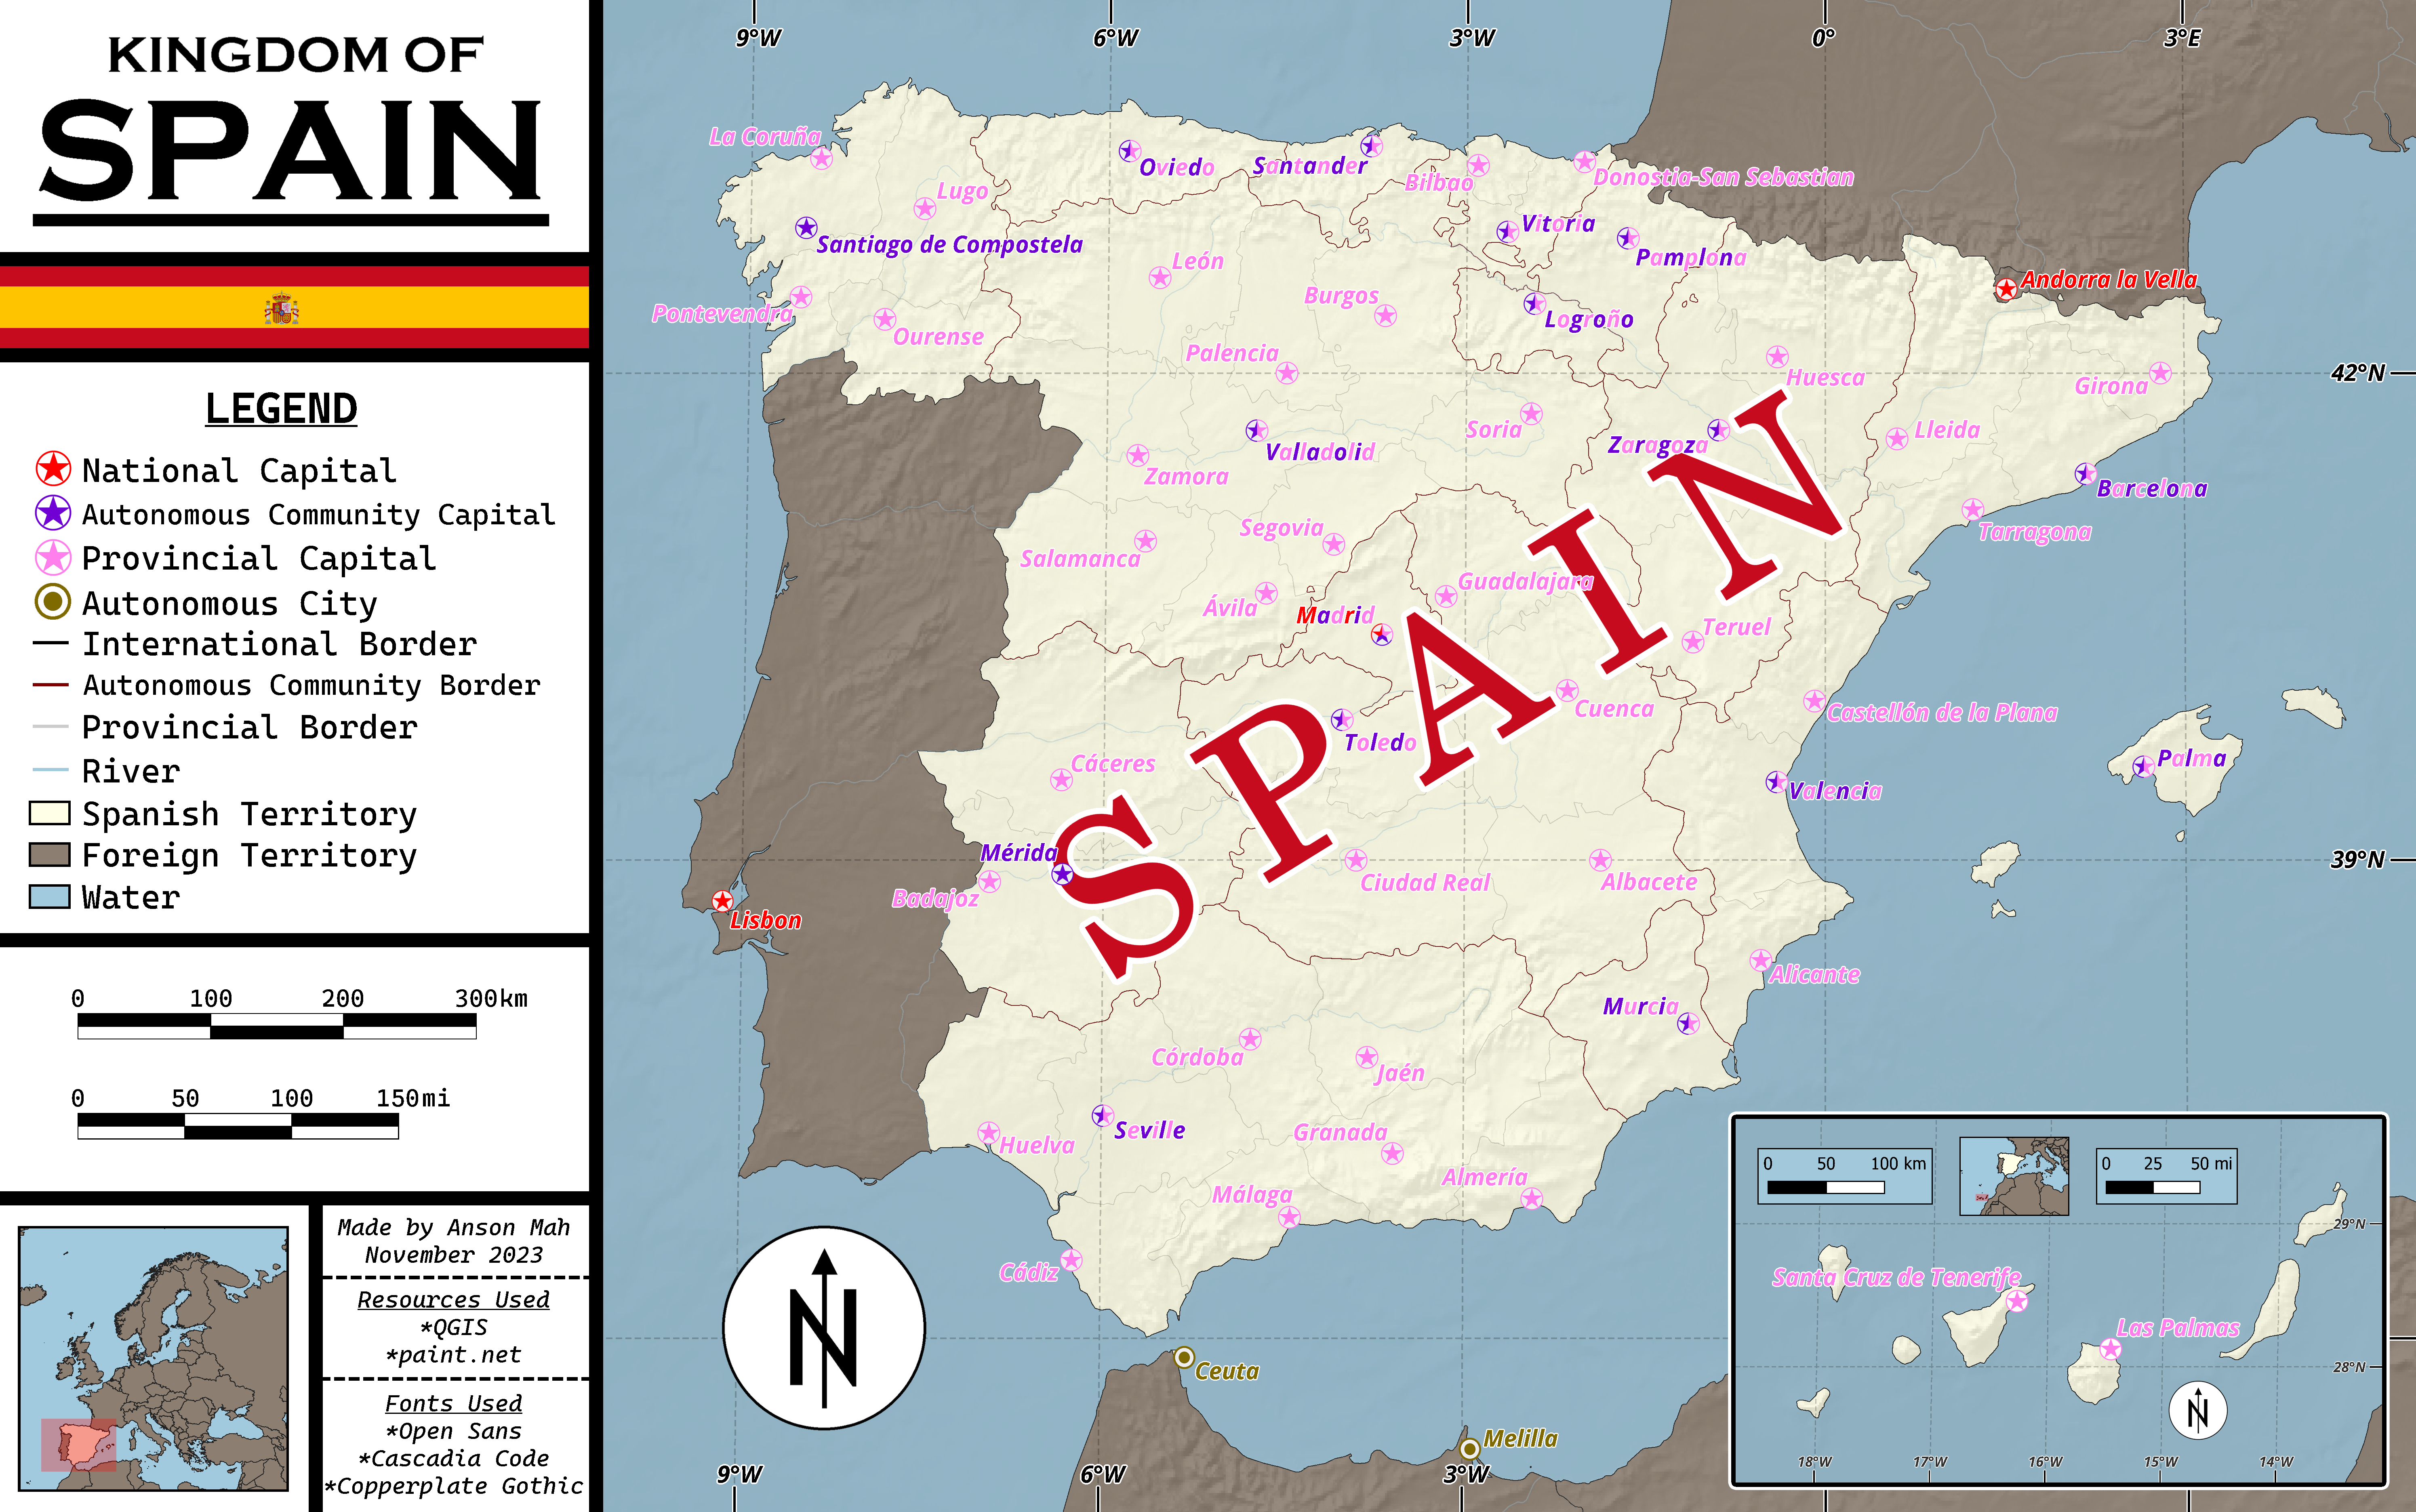 KINGDOM OF
SPAIN
LEGEND
National Capital
Autonomous Community Capital
Provincial Capital
Autonomous City
International Border
Autonomous Community Border
Provincial Border
River
Spanish Territory
Foreign Territory
Water
0 100 200 300km
0 50 100 150mi
Made by Anson Mah
November 2023
Resources Used
*QGIS
*paint.net
Fonts Used
*Open Sans
*Cascadia Code
*Copperplate Gothic
9°W 6°W 3°W 0° 3°E
La Coruña
Oviedo
Santander
Bilbao
Donostia-San Sebastian
Lugo
Santiago de Compostela
Vitoria
Pamplona
León
Andorra la Vella
Pontevedra
Burgos
Logroño
Ourense
Palencia
42°N
Huesca
Girona
Soria
Zaragoza
Lleida
Valladolid
Zamora
Barcelona
Segovia
Tarragona
Salamanca
Guadalajara
Ávila
Madrid
Teruel
SPAIN
Cuenca
Castellón de la Plana
Toledo
Cáceres
Palma
Valencia
Mérida
39°N
Badajoz
Ciudad Real
Albacete
Lisbon
Alicante
Murcia
Córdoba
Jaén
Seville
Huelva
Granada
Almería
Málaga
Cádiz
Ceuta
Melilla
9°W 6°W 3°W
0 50 100 km
0 25 50 mi
29°N
Santa Cruz de Tenerife
Las Palmas
28°N
18°W 17°W 16°W 15°W 14°W
N
N